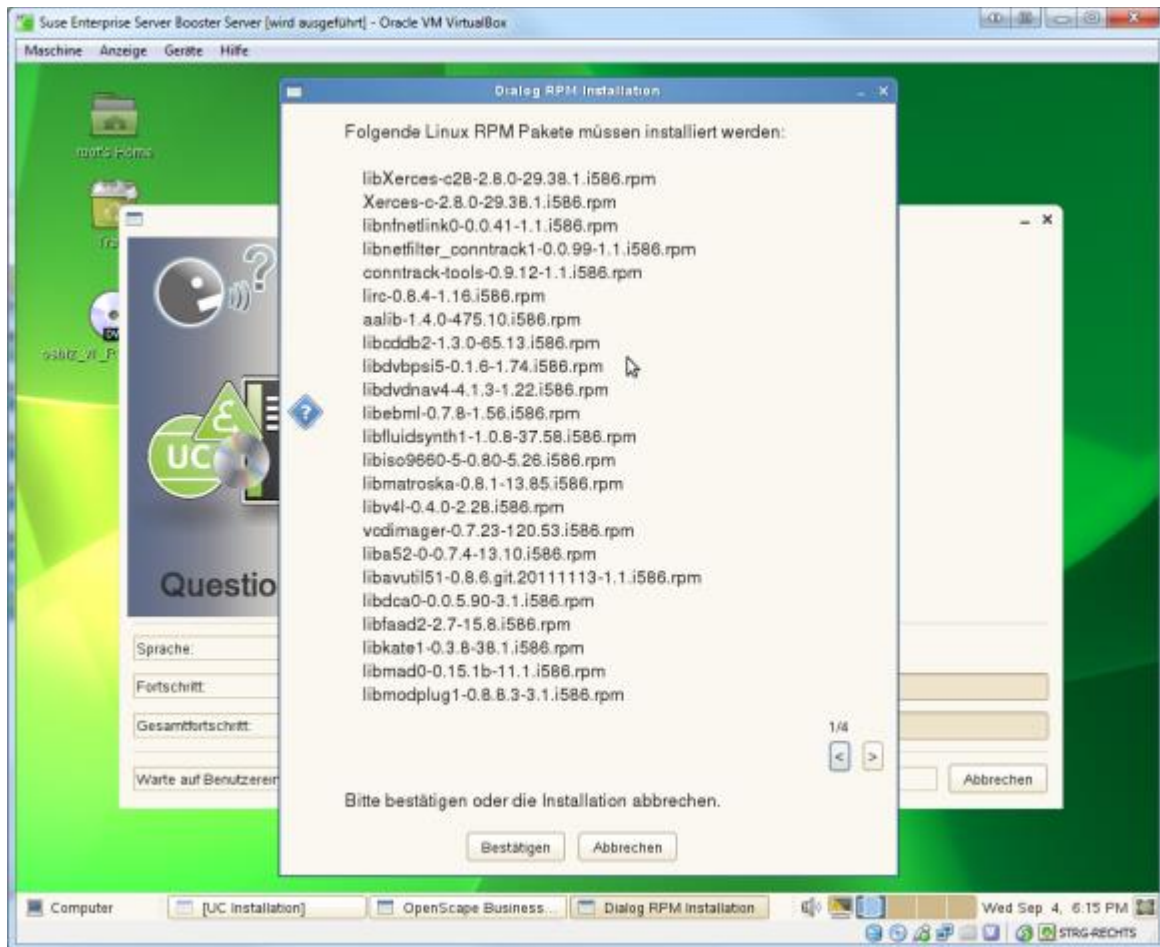 Suse Enterprise Server Booster Server [wird ausgeführt] - Oracle VM VirtualBox
Maschine Anzeige Geräte Hilfe
Dialog RPM Installation
root's Home
Folgende Linux RPM Pakete müssen installiert werden:
libXerces-c28-2.8.0-29.38.1.i586.rpm
Xerces-c-2.8.0-29.38.1.i586.rpm
libnfnetlink0-0.0.41-1.1.i586.rpm
libnetfilter_conntrack1-0.0.99-1.1.i586.rpm
conntrack-tools-0.9.12-1.1.i586.rpm
lirc-0.8.4-1.16.i586.rpm
aalib-1.4.0-475.10.i586.rpm
libcddb2-1.3.0-65.13.i586.rpm
libdvbpsi5-0.1.6-1.74.i586.rpm
libdvdnav4-4.1.3-1.22.i586.rpm
libebml-0.7.8-1.56.i586.rpm
libfluidsynth1-1.0.8-37.58.i586.rpm
libiso9660-5-0.80-5.26.i586.rpm
libmatroska-0.8.1-13.85.i586.rpm
libv4l-0.4.0-2.28.i586.rpm
vcdimager-0.7.23-120.53.i586.rpm
liba52-0-0.7.4-13.10.i586.rpm
libavutil51-0.8.6.git.20111113-1.1.i586.rpm
libdca0-0.0.5.90-3.1.i586.rpm
libfaad2-2.7-15.8.i586.rpm
libkate1-0.3.8-38.1.i586.rpm
libmad0-0.15.1b-11.1.i586.rpm
libmodplug1-0.8.8.3-3.1.i586.rpm
1/4
< >
Bitte bestätigen oder die Installation abbrechen.
Bestätigen Abbrechen
UC
Questio
Sprache:
Fortschritt:
Gesamtfortschritt:
Warte auf Benutzerein
Abbrechen
Computer [UC Installation] OpenScape Business... Dialog RPM Installation Wed Sep 4, 6:15 PM
STRG-RECHTS